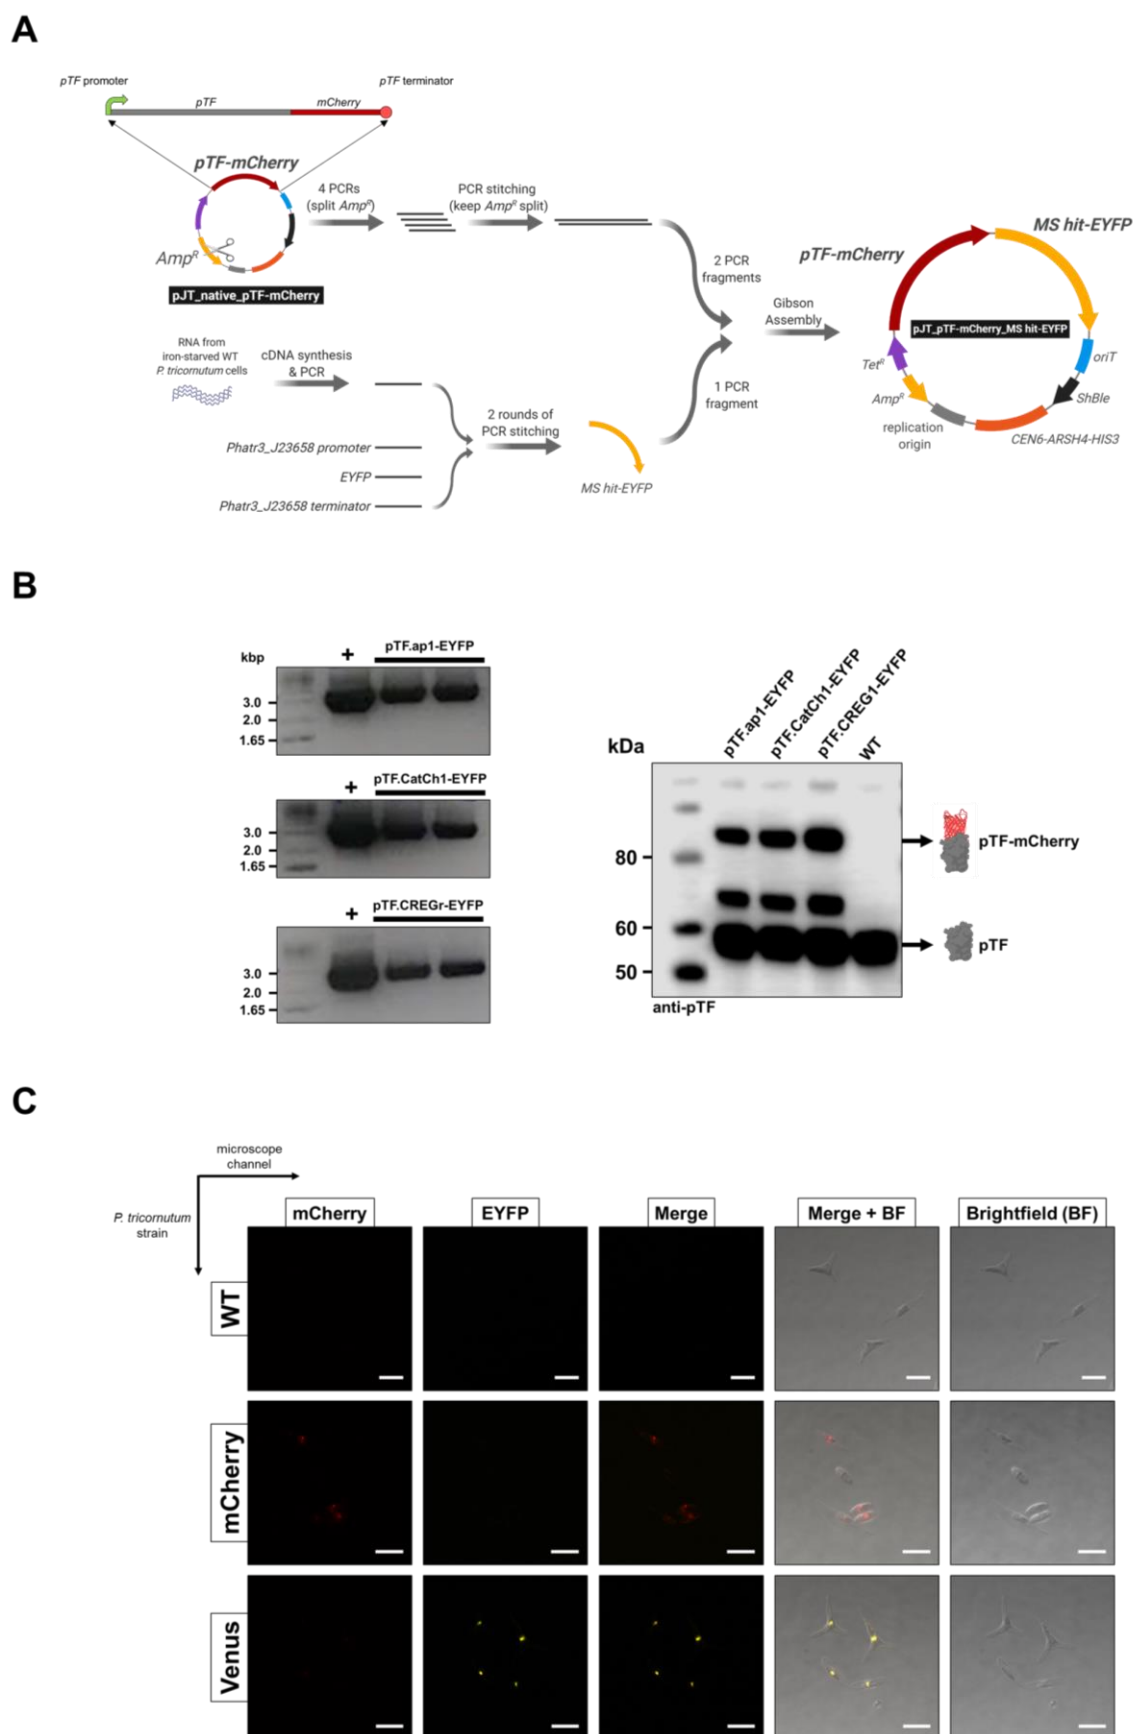 A
pTF promoter
pTF terminator
pTF
mCherry
pTF-mCherry
4 PCRs
(split AmpR)
PCR stitching
(keep AmpR split)
AmpR
pJT_native_pTF-mCherry
2 PCR
fragments
Gibson
Assembly
1 PCR
fragment
RNA from
iron-starved WT
P. tricornutum cells
cDNA synthesis
& PCR
Phatr3_J23658 promoter
EYFP
Phatr3_J23658 terminator
2 rounds of
PCR stitching
MS hit-EYFP
MS hit-EYFP
pTF-mCherry
pJT_pTF-mCherry_MS hit-EYFP
TetR
oriT
AmpR
ShBle
replication
origin
CEN6-ARSH4-HIS3
B
kbp
+
pTF.ap1-EYFP
3.0
2.0
1.65
+
pTF.CatCh1-EYFP
3.0
2.0
1.65
+
pTF.CREGr-EYFP
3.0
2.0
1.65
kDa
pTF.ap1-EYFP
pTF.CatCh1-EYFP
pTF.CREG1-EYFP
WT
80
60
50
pTF-mCherry
pTF
anti-pTF
C
microscope
channel
P. tricornutum
strain
mCherry
EYFP
Merge
Merge + BF
Brightfield (BF)
WT
mCherry
Venus